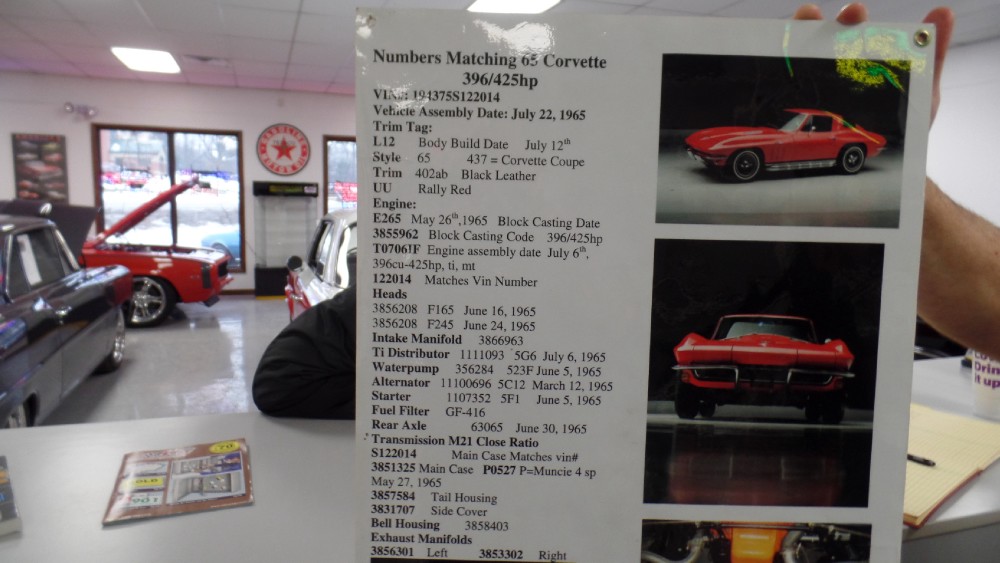 Numbers Matching 65 Corvette
396/425hp
VIN#: 194375S122014
Vehicle Assembly Date: July 22, 1965
Trim Tag:
L12 Body Build Date July 12th
Style 65 437 = Corvette Coupe
Trim 402ab Black Leather
UU Rally Red
Engine:
E265 May 26th,1965 Block Casting Date
3855962 Block Casting Code 396/425hp
T0706IF Engine assembly date July 6th,
396cu-425hp, ti, mt
122014 Matches Vin Number
Heads
3856208 F165 June 16, 1965
3856208 F245 June 24, 1965
Intake Manifold 3866963
Ti Distributor 1111093 5G6 July 6, 1965
Waterpump 356284 523F June 5, 1965
Alternator 11100696 5C12 March 12, 1965
Starter 1107352 5F1 June 5, 1965
Fuel Filter GF-416
Rear Axle 63065 June 30, 1965
Transmission M21 Close Ratio
S122014 Main Case Matches vin#
3851325 Main Case P0527 P=Muncie 4 sp
May 27, 1965
3857584 Tail Housing
3831707 Side Cover
Bell Housing 3858403
Exhaust Manifolds
3856301 Left 3853302 Right
Drin
it up